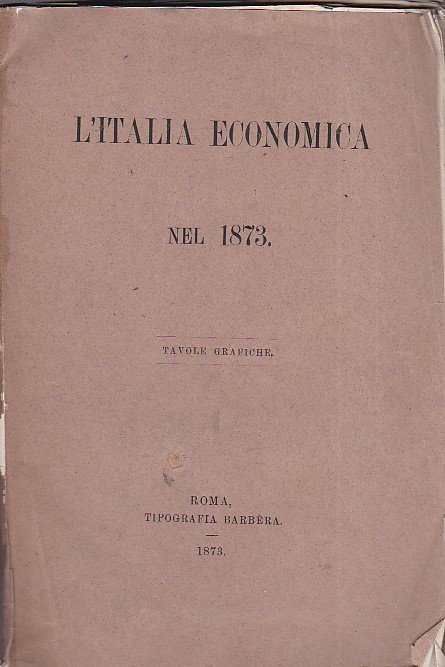 L'ITALIA ECONOMICA
NEL 1873.
TAVOLE GRAFICHE.
ROMA,
TIPOGRAFIA BARBÈRA.
1873.